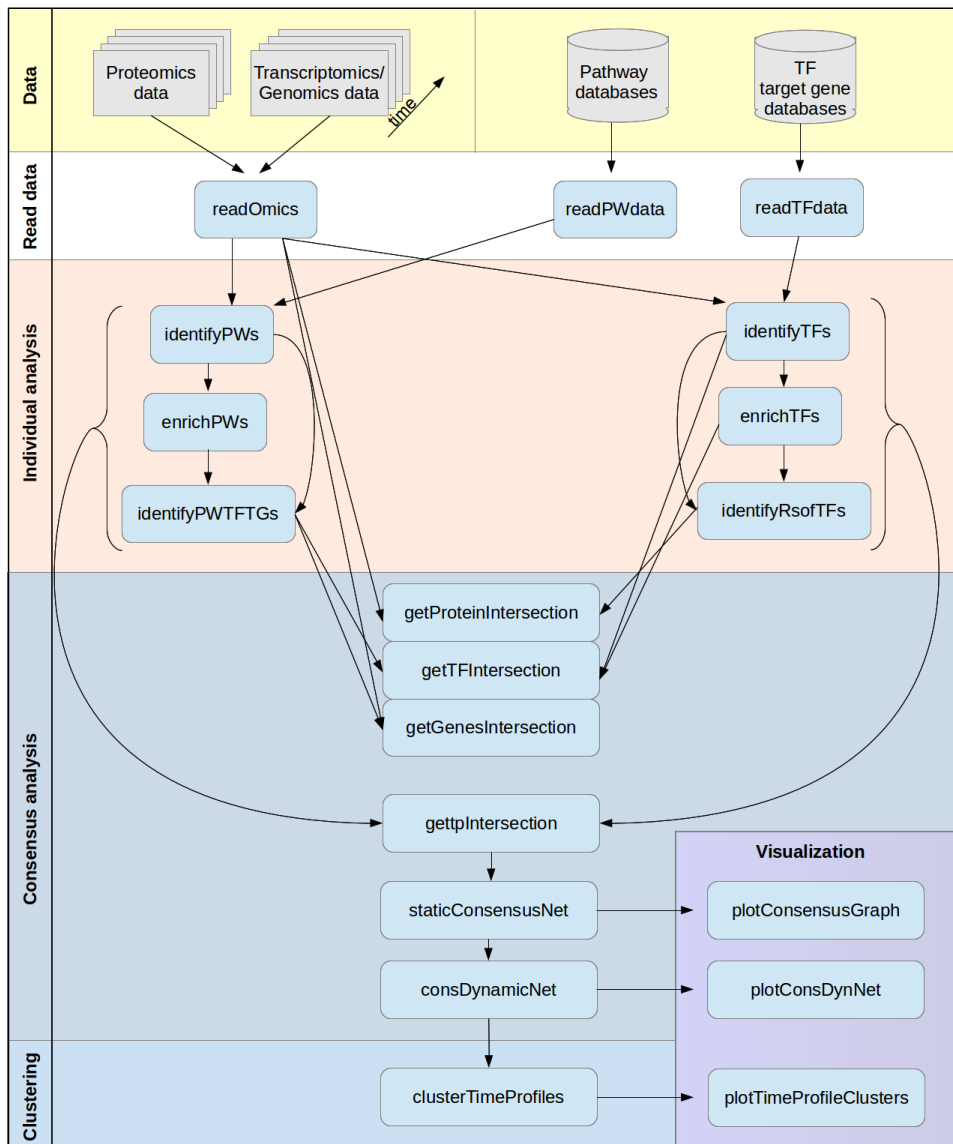 Data
Proteomics
data
Transcriptomics/
Genomics data
time
Pathway
databases
TF
target gene
databases
Read data
readOmics
readPWdata
readTFdata
Individual analysis
identifyPWs
identifyTFs
enrichPWs
enrichTFs
identifyPWTFTGs
identifyRsofTFs
Consensus analysis
getProteinIntersection
getTFIntersection
getGenesIntersection
gettpIntersection
Visualization
staticConsensusNet
plotConsensusGraph
consDynamicNet
plotConsDynNet
Clustering
clusterTimeProfiles
plotTimeProfileClusters